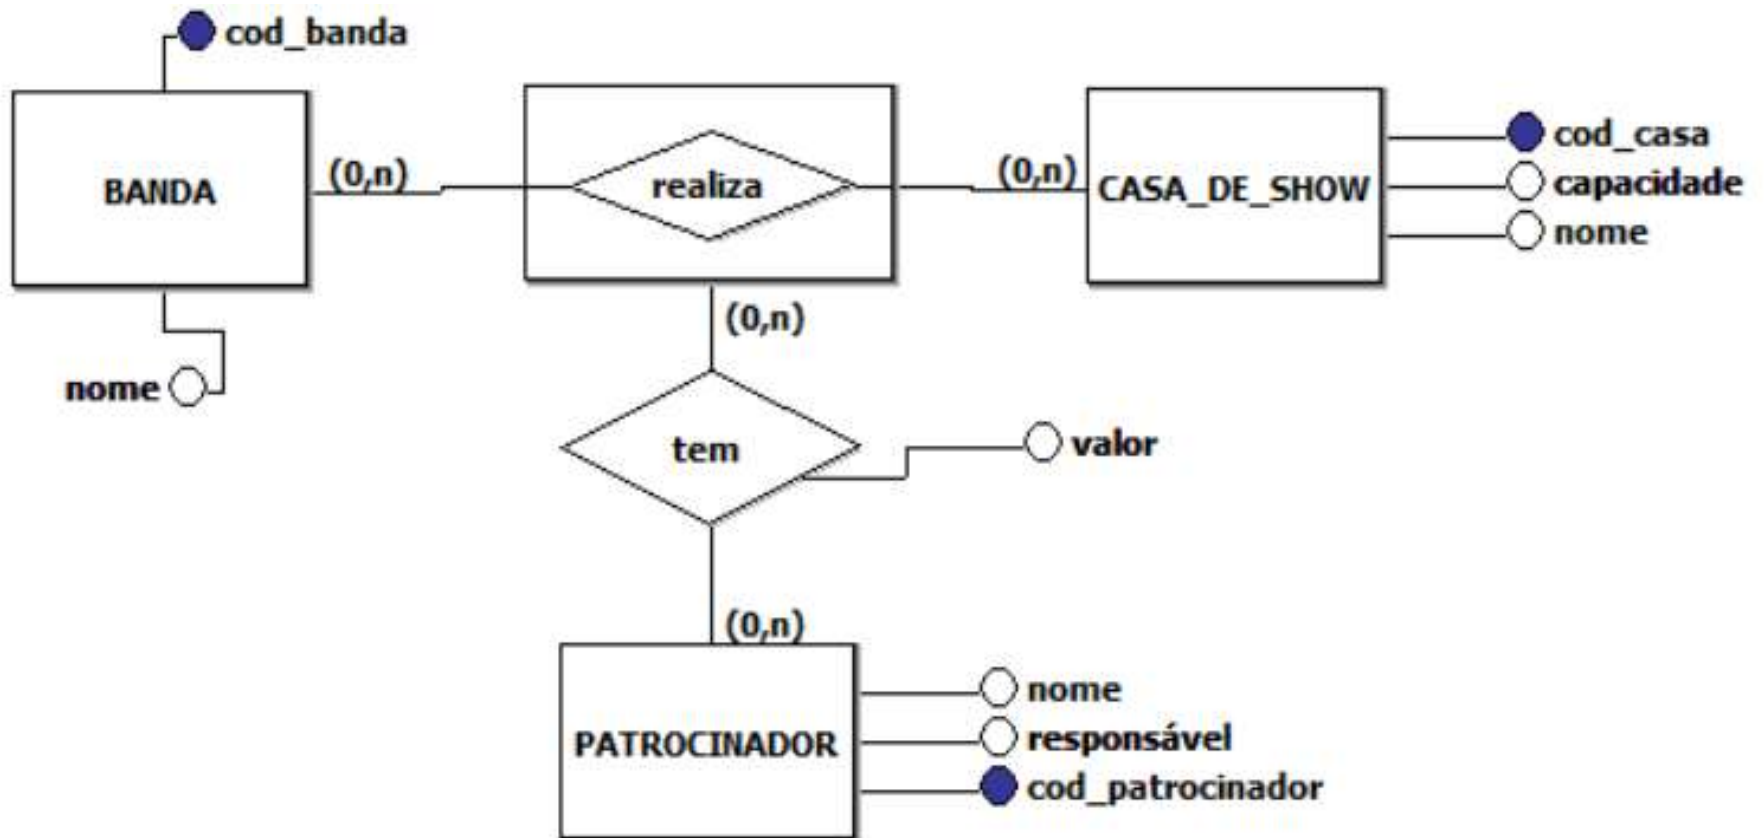 cod_banda
BANDA
(0,n)
realiza
(0,n)
CASA_DE_SHOW
cod_casa
capacidade
nome
nome
(0,n)
tem
valor
(0,n)
PATROCINADOR
nome
responsável
cod_patrocinador